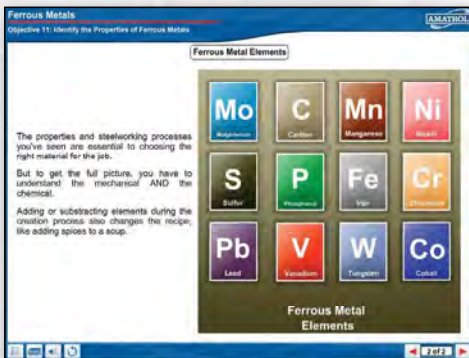 Ferrous Metals
Objective 11: Identify the Properties of Ferrous Metals
AMATROL
Ferrous Metal Elements
The properties and steelworking processes
you've seen are essential to choosing the
right material for the job.
But to get the full picture, you have to
understand the mechanical AND the
chemical.
Adding or substracting elements during the
creation process also changes the recipe;
like adding spices to a soup.
Mo C Mn Ni
Molybdenum Carbon Manganese Nickel
S P Fe Cr
Sulfur Phosphorus Iron Chromium
Pb V W Co
Lead Vanadium Tungsten Cobalt
Ferrous Metal
Elements
2 of 2